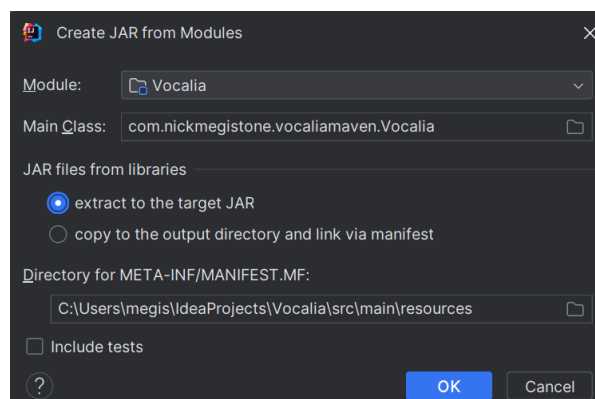 Create JAR from Modules
Module: Vocalia
Main Class: com.nickmegistone.vocaliamaven.Vocalia
JAR files from libraries
extract to the target JAR
copy to the output directory and link via manifest
Directory for META-INF/MANIFEST.MF:
C:\Users\megis\IdeaProjects\Vocalia\src\main\resources
Include tests
? OK Cancel